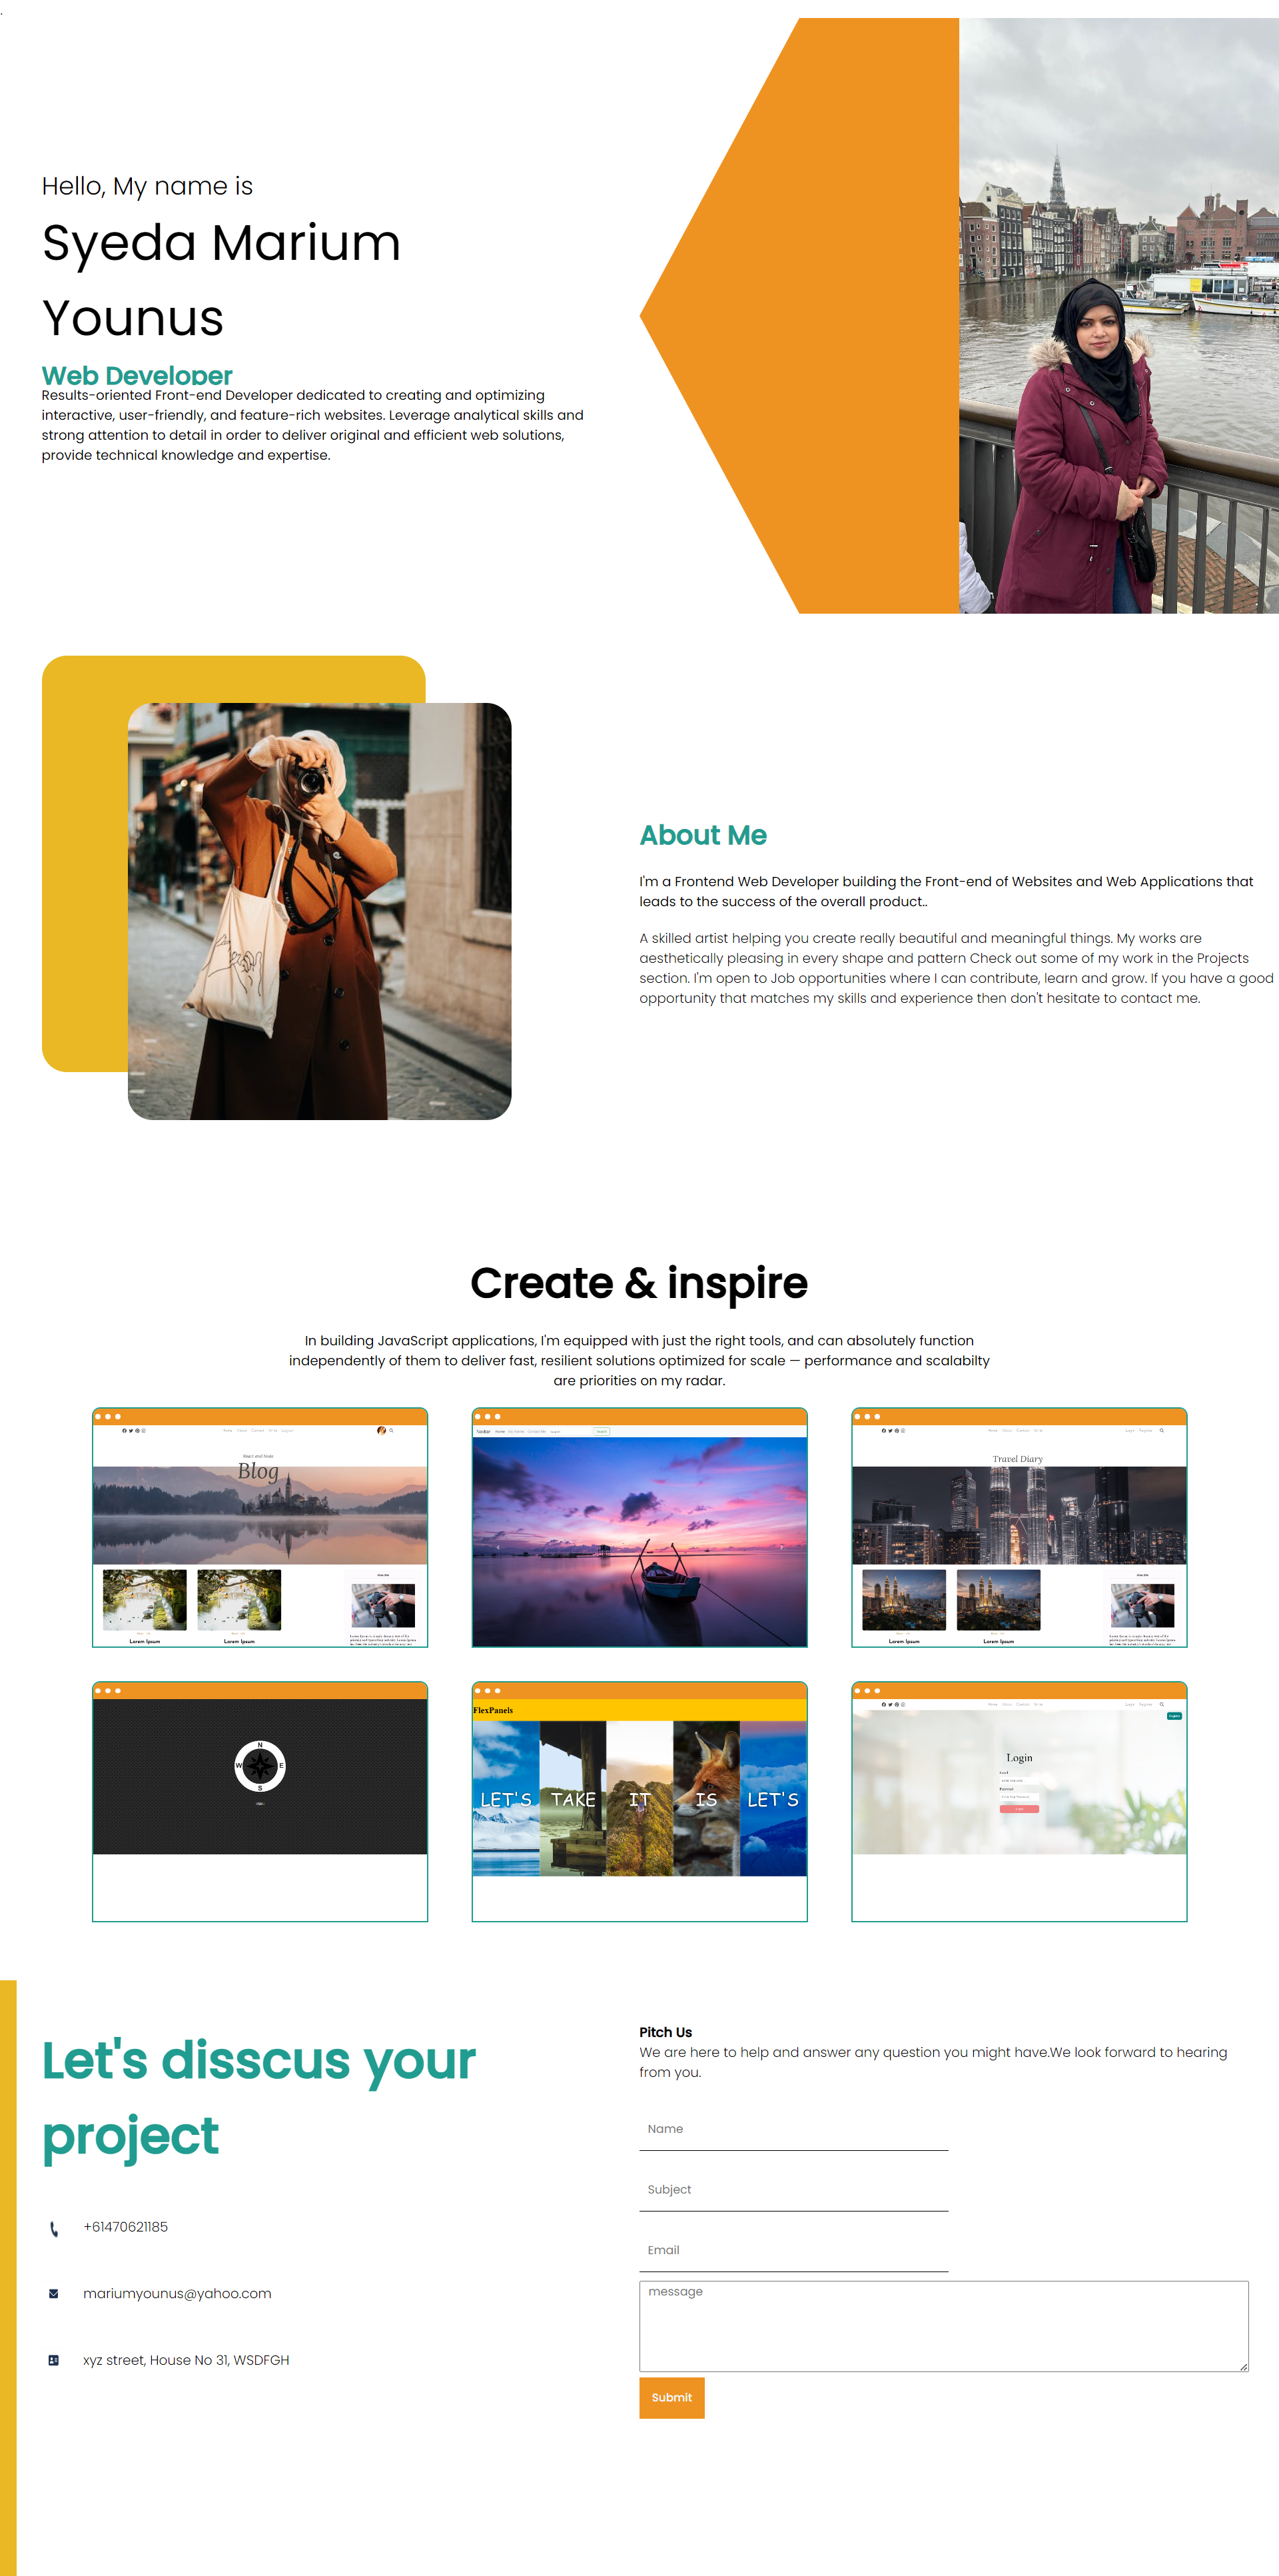 Hello, My name is
Syeda Marium
Younus
Web Developer
Results-oriented Front-end Developer dedicated to creating and optimizing
interactive, user-friendly, and feature-rich websites. Leverage analytical skills and
strong attention to detail in order to deliver original and efficient web solutions,
provide technical knowledge and expertise.
About Me
I'm a Frontend Web Developer building the Front-end of Websites and Web Applications that
leads to the success of the overall product..
A skilled artist helping you create really beautiful and meaningful things. My works are
aesthetically pleasing in every shape and pattern Check out some of my work in the Projects
section. I'm open to Job opportunities where I can contribute, learn and grow. If you have a good
opportunity that matches my skills and experience then don't hesitate to contact me.
Create & inspire
In building JavaScript applications, I'm equipped with just the right tools, and can absolutely function
independently of them to deliver fast, resilient solutions optimized for scale — performance and scalabilty
are priorities on my radar.
Blog
Lorem Ipsum
Lorem Ipsum
Travel Diary
Lorem Ipsum
Lorem Ipsum
N
W
E
S
FlexPanels
LET'S
TAKE
IT
IS
LET'S
Login
Let's disscus your
project
+61470621185
mariumyounus@yahoo.com
xyz street, House No 31, WSDFGH
Pitch Us
We are here to help and answer any question you might have.We look forward to hearing
from you.
Name
Subject
Email
message
Submit